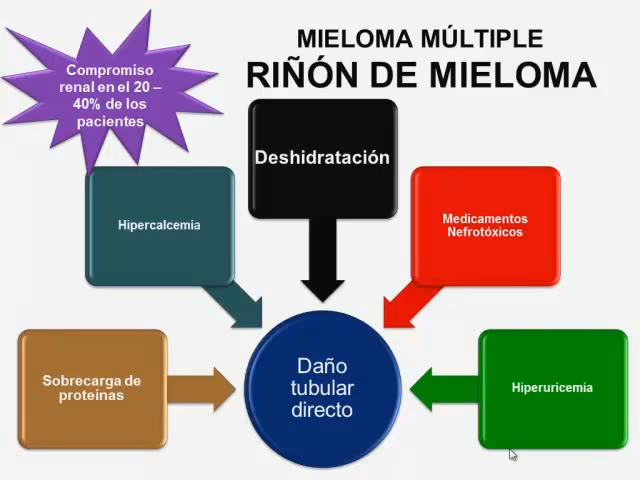 MIELOMA MÚLTIPLE
RIÑÓN DE MIELOMA
Compromiso
renal en el 20 –
40% de los
pacientes
Deshidratación
Hipercalcemia
Medicamentos
Nefrotóxicos
Sobrecarga de
proteinas
Daño
tubular
directo
Hiperuricemia